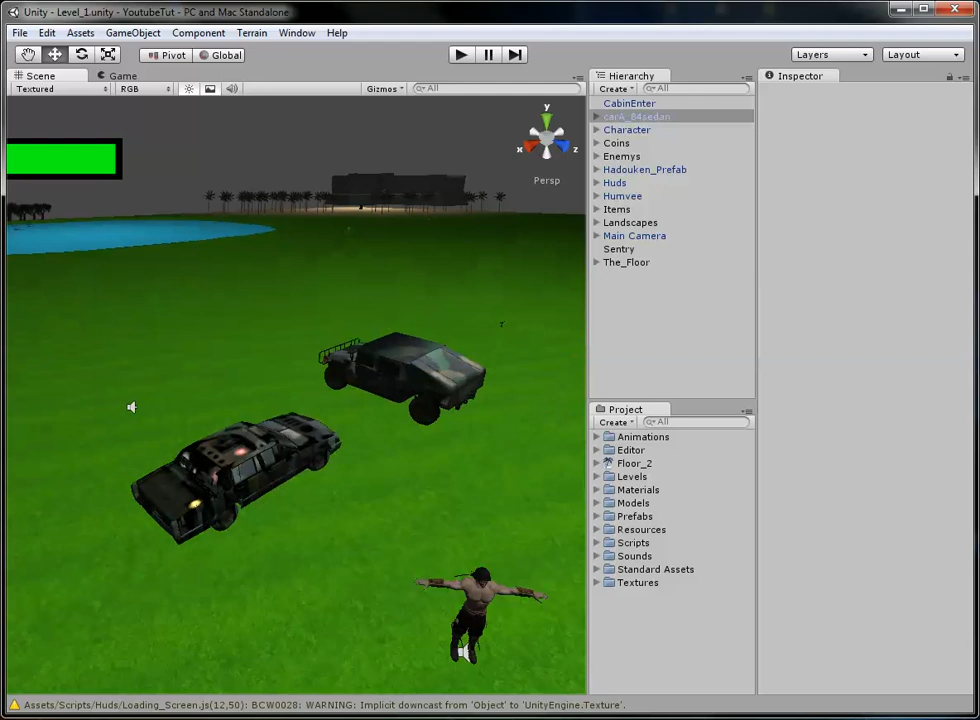 Unity - Level_1.unity - YoutubeTut - PC and Mac Standalone
File Edit Assets GameObject Component Terrain Window Help
Pivot Global Layers Layout
Scene Game Hierarchy Inspector
Textured RGB Gizmos All Create All
CabinEnter
carA_84sedan
Character
Coins
Enemys
Hadouken_Prefab
Huds
Humvee
Items
Landscapes
Main Camera
Sentry
The_Floor
y
x z
Persp
Project
Create All
Animations
Editor
Floor_2
Levels
Materials
Models
Prefabs
Resources
Scripts
Sounds
Standard Assets
Textures
Assets/Scripts/Huds/Loading_Screen.js(12,50): BCW0028: WARNING: Implicit downcast from 'Object' to 'UnityEngine.Texture'.